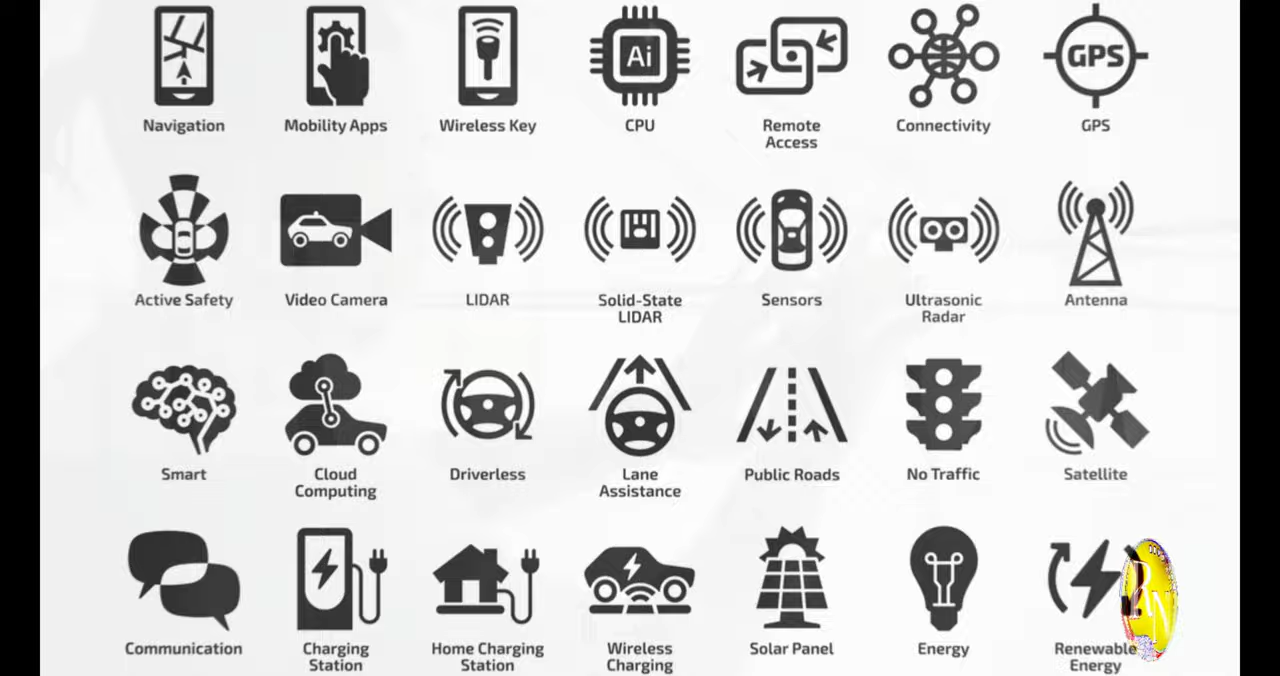 Ai
GPS
Navigation
Mobility Apps
Wireless Key
CPU
Remote
Access
Connectivity
GPS
Active Safety
Video Camera
LIDAR
Solid-State
LIDAR
Sensors
Ultrasonic
Radar
Antenna
Smart
Cloud
Computing
Driverless
Lane
Assistance
Public Roads
No Traffic
Satellite
Communication
Charging
Station
Home Charging
Station
Wireless
Charging
Solar Panel
Energy
Renewable
Energy